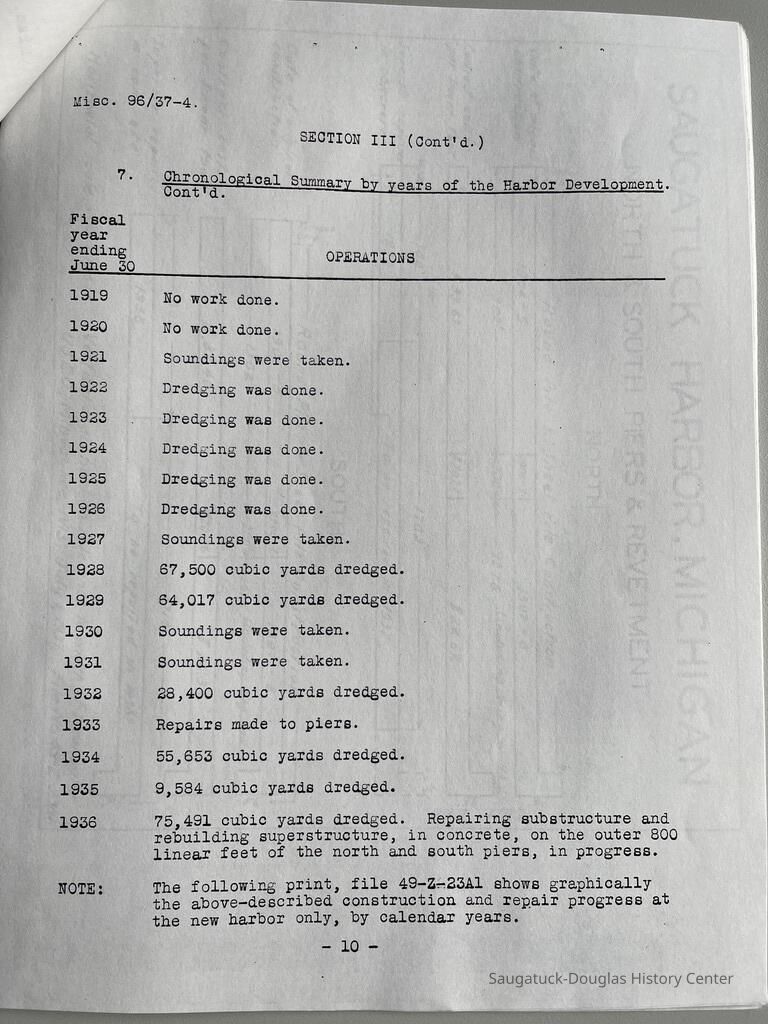 Misc. 96/37-4.
SECTION III (Cont'd.)
7. Chronological Summary by years of the Harbor Development.
Cont'd.
Fiscal
year
ending
June 30
OPERATIONS
1919 No work done.
1920 No work done.
1921 Soundings were taken.
1922 Dredging was done.
1923 Dredging was done.
1924 Dredging was done.
1925 Dredging was done.
1926 Dredging was done.
1927 Soundings were taken.
1928 67,500 cubic yards dredged.
1929 64,017 cubic yards dredged.
1930 Soundings were taken.
1931 Soundings were taken.
1932 28,400 cubic yards dredged.
1933 Repairs made to piers.
1934 55,653 cubic yards dredged.
1935 9,584 cubic yards dredged.
1936 75,491 cubic yards dredged. Repairing substructure and
rebuilding superstructure, in concrete, on the outer 800
linear feet of the north and south piers, in progress.
NOTE: The following print, file 49-Z-23A1 shows graphically
the above-described construction and repair progress at
the new harbor only, by calendar years.
- 10 -
SAUGATUCK HARBOR, MICHIGAN
Saugatuck-Douglas History Center